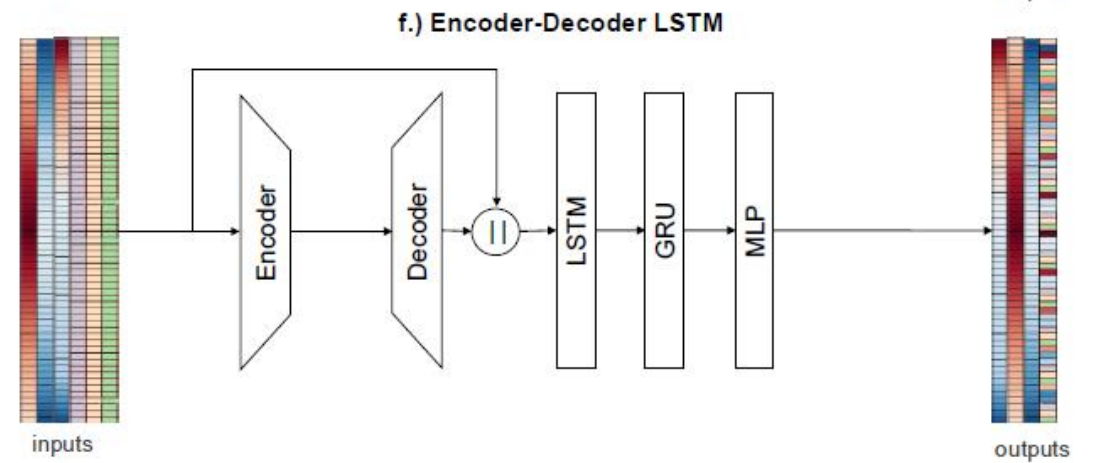 f.) Encoder-Decoder LSTM
Encoder
Decoder
||
LSTM
GRU
MLP
inputs
outputs